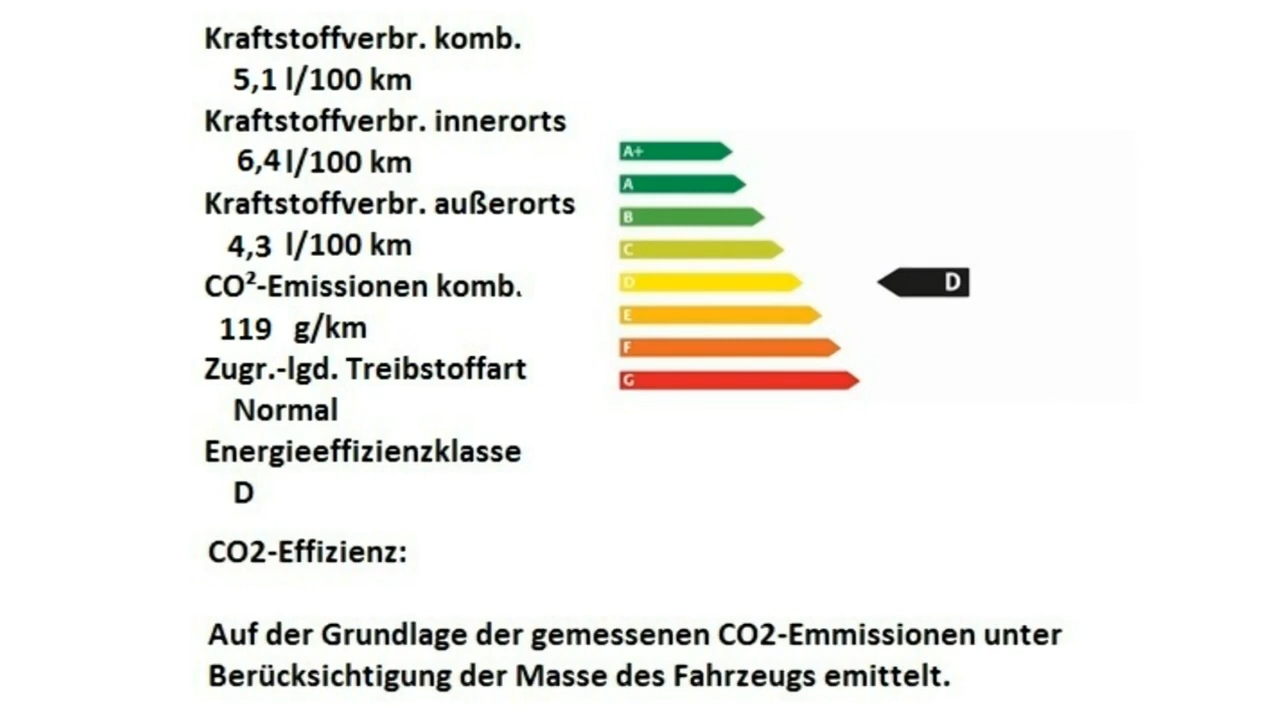 Kraftstoffverbr. komb.
5,1 l/100 km
Kraftstoffverbr. innerorts
6,4 l/100 km
Kraftstoffverbr. außerorts
4,3 l/100 km
CO²-Emissionen komb.
119 g/km
Zugr.-lgd. Treibstoffart
Normal
Energieeffizienzklasse
D
A+
A
B
C
D
D
E
F
G
CO2-Effizienz:
Auf der Grundlage der gemessenen CO2-Emmissionen unter
Berücksichtigung der Masse des Fahrzeugs emittelt.